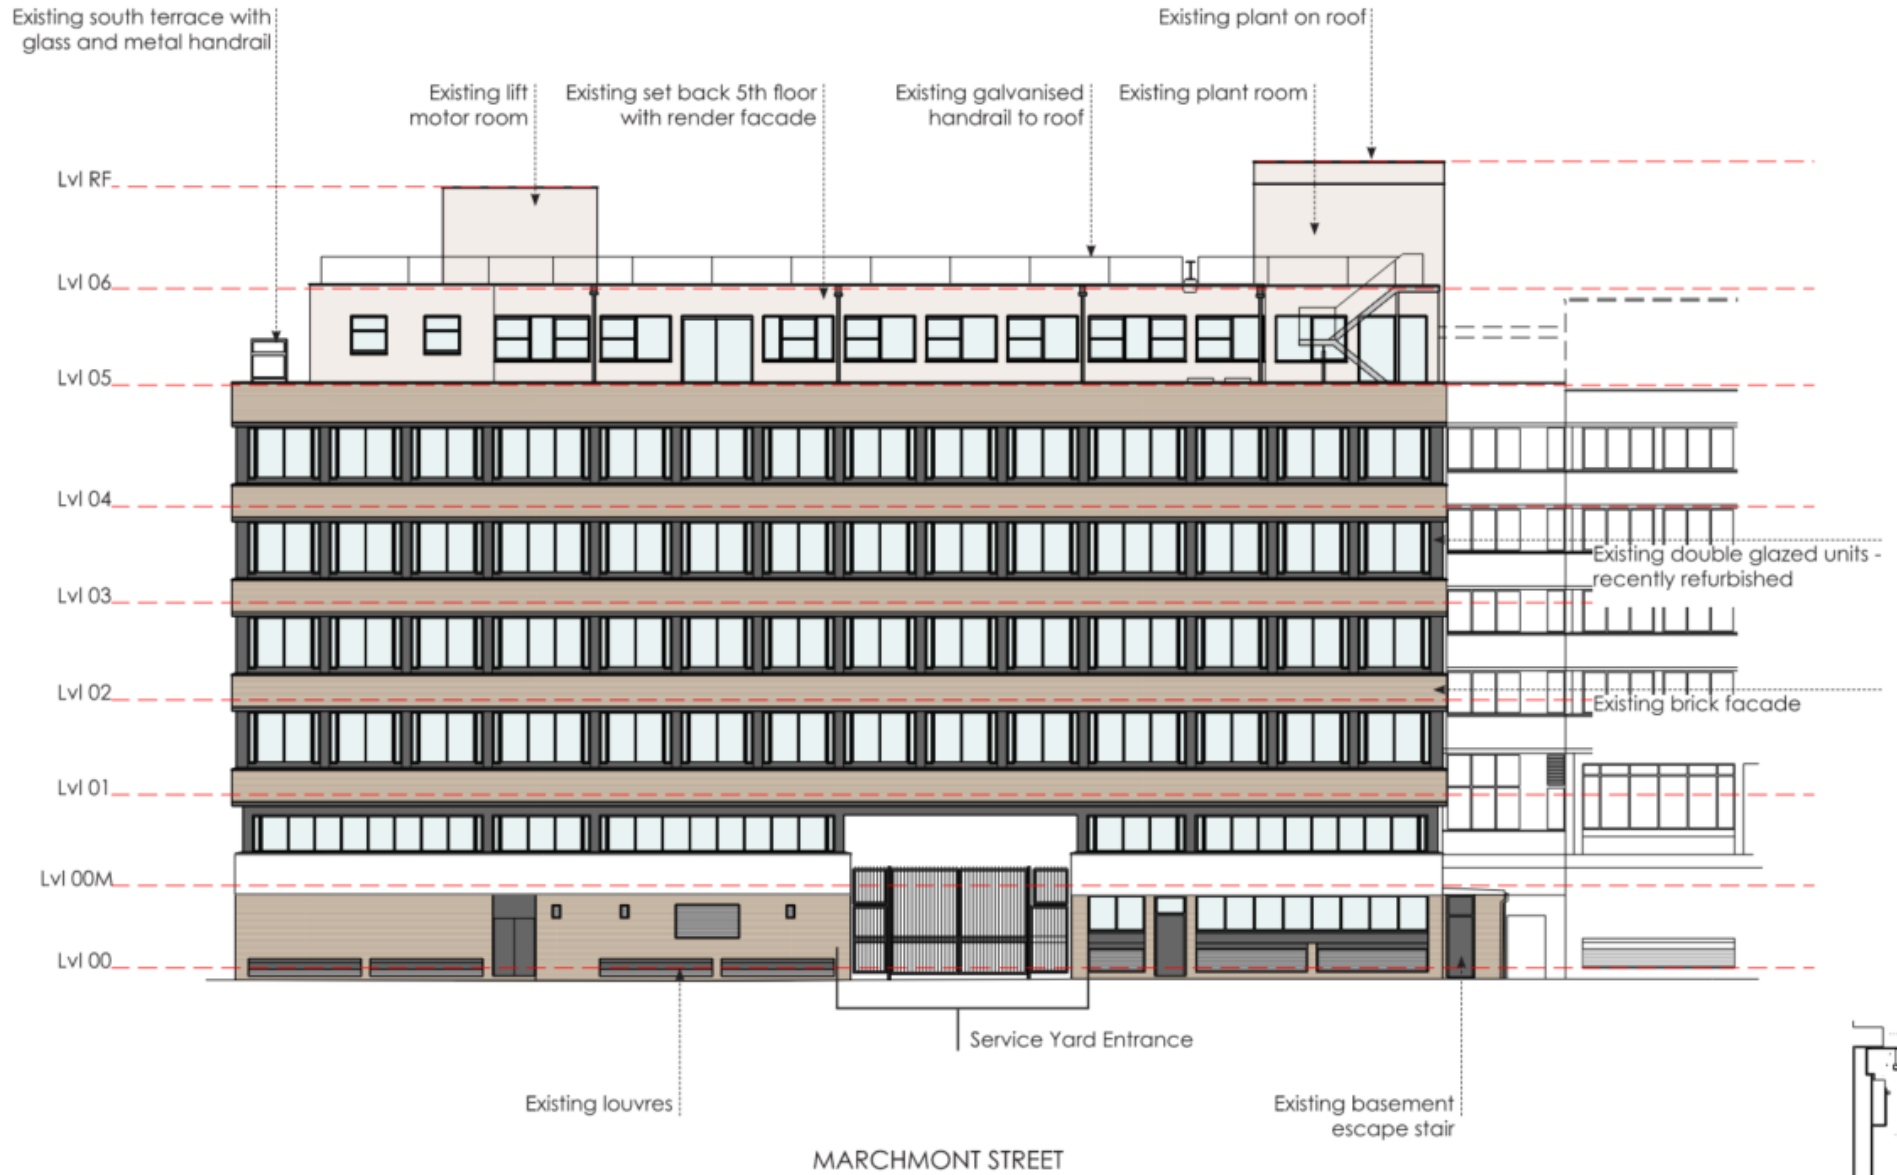 Existing south terrace with
glass and metal handrail
Existing plant on roof
Existing lift
motor room
Existing set back 5th floor
with render facade
Existing galvanised
handrail to roof
Existing plant room
Lvl RF
Lvl 06
Lvl 05
Lvl 04
Existing double glazed units -
recently refurbished
Lvl 03
Lvl 02
Existing brick facade
Lvl 01
Lvl 00M
Lvl 00
Service Yard Entrance
Existing louvres
Existing basement
escape stair
MARCHMONT STREET